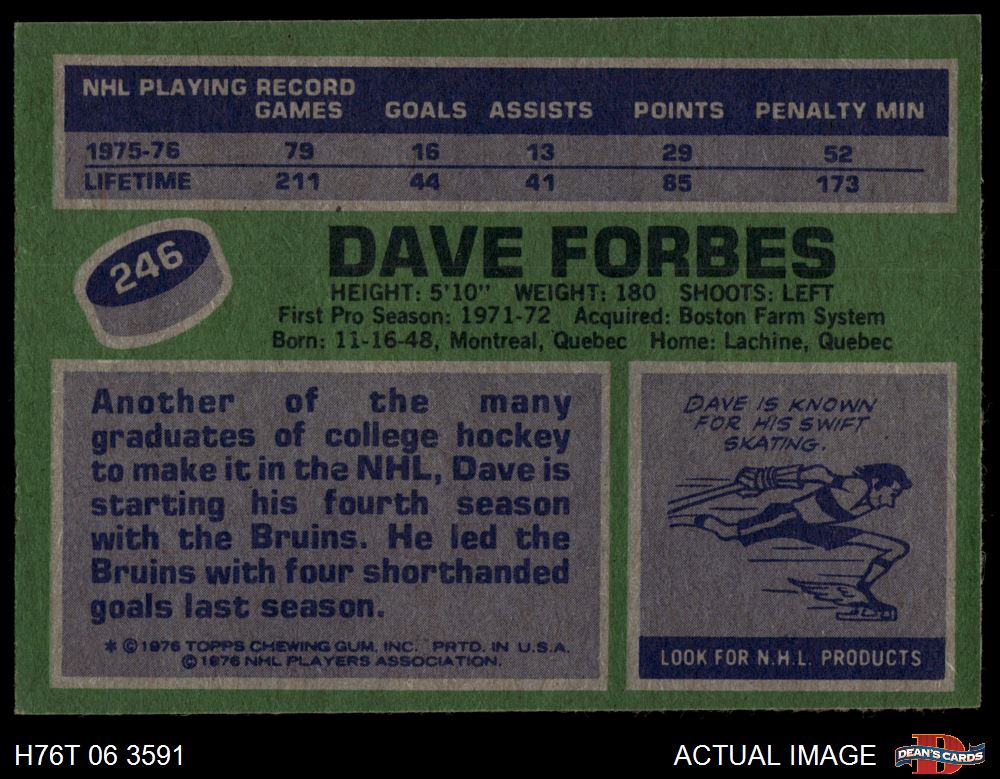 NHL PLAYING RECORD
GAMES GOALS ASSISTS POINTS PENALTY MIN
1975-76 79 16 13 29 52
LIFETIME 211 44 41 85 173
246
DAVE FORBES
HEIGHT: 5'10" WEIGHT: 180 SHOOTS: LEFT
First Pro Season: 1971-72 Acquired: Boston Farm System
Born: 11-16-48, Montreal, Quebec Home: Lachine, Quebec
Another of the many
graduates of college hockey
to make it in the NHL, Dave is
starting his fourth season
with the Bruins. He led the
Bruins with four shorthanded
goals last season.
* ©1976 TOPPS CHEWING GUM, INC. PRTD. IN U.S.A.
©1976 NHL PLAYERS ASSOCIATION.
DAVE IS KNOWN
FOR HIS SWIFT
SKATING.
LOOK FOR N.H.L. PRODUCTS
H76T 06 3591
ACTUAL IMAGE
D
DEAN'S CARDS